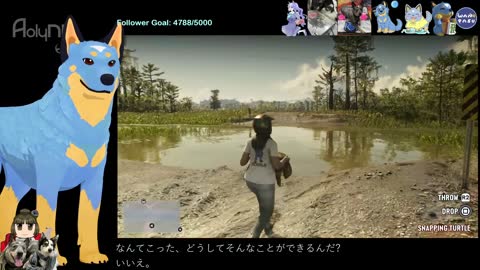 Follower Goal: 4788/5000
THROW R2
DROP
SNAPPING TURTLE
なんてこった、どうしてそんなことができるんだ?
いいえ。